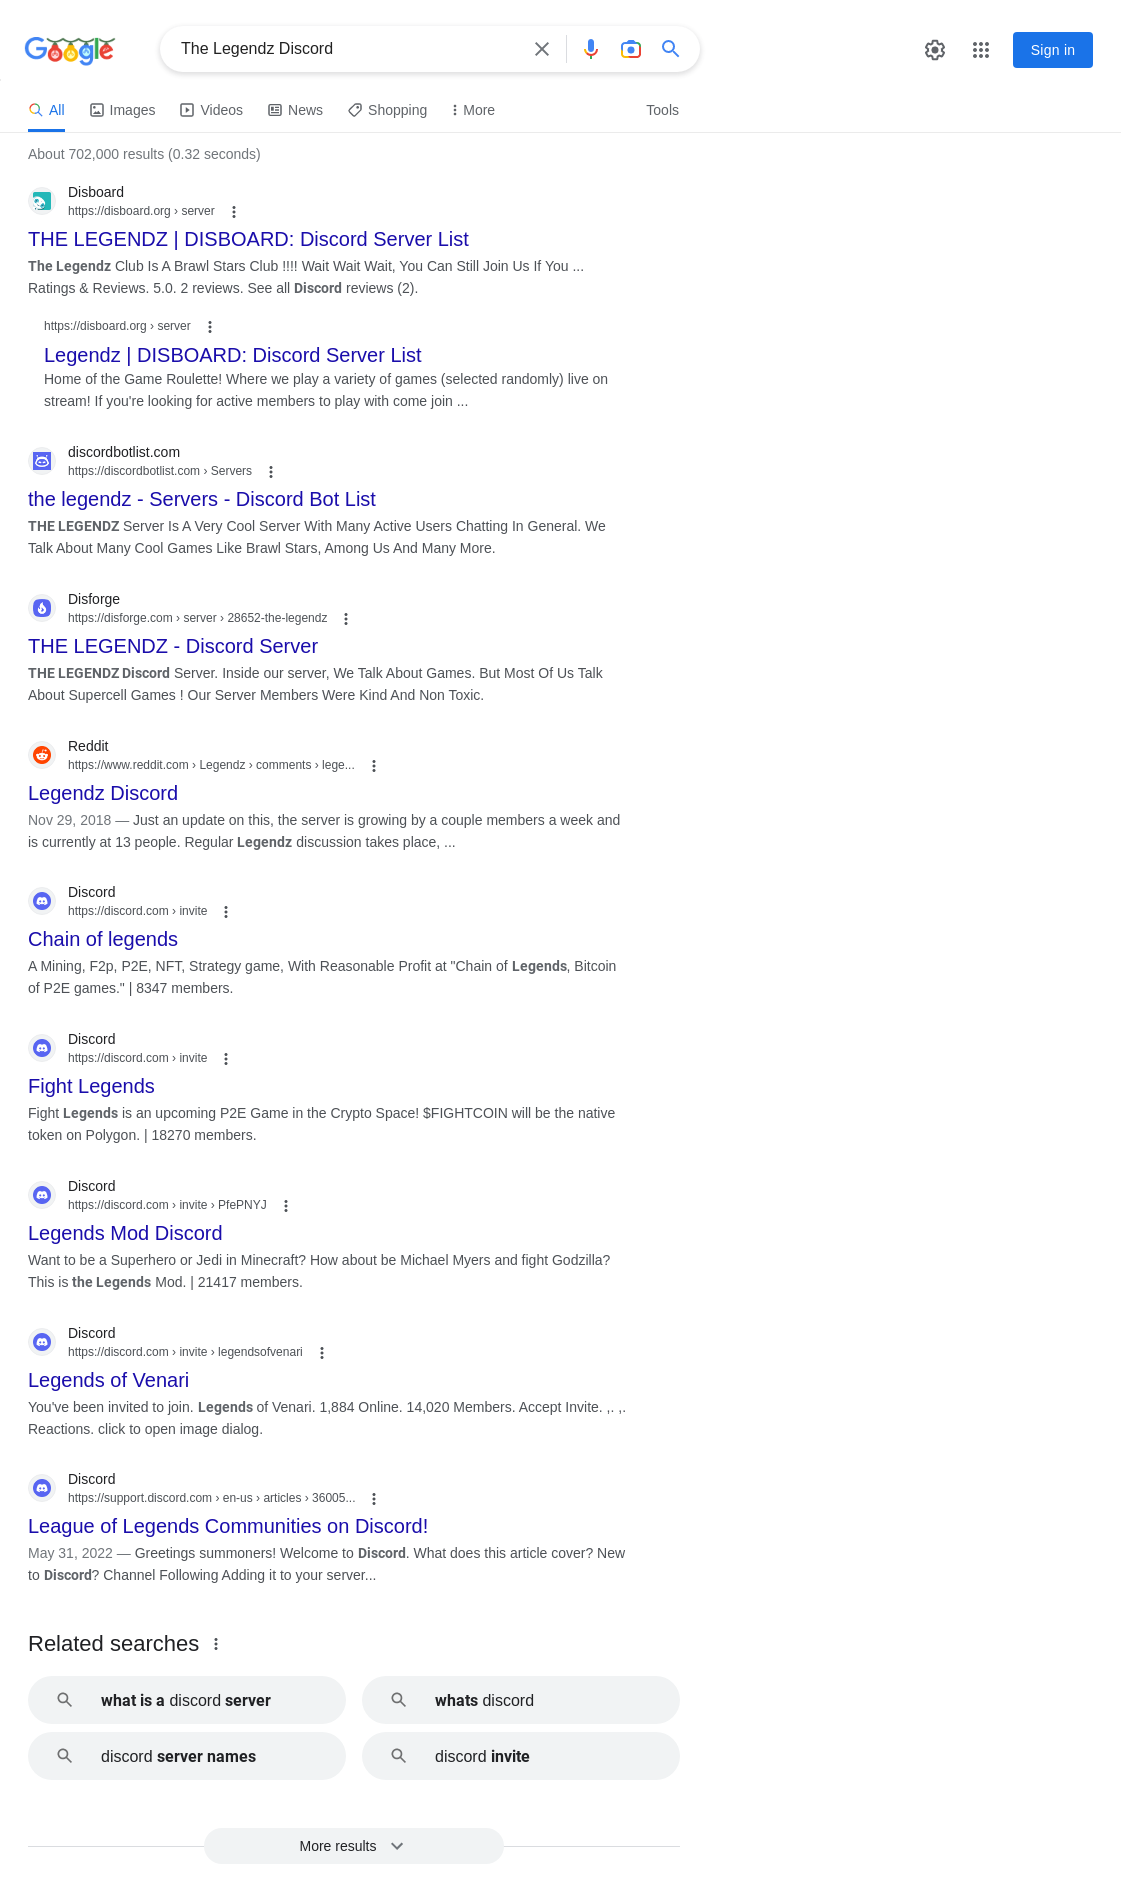 Google
The Legendz Discord
Sign in
All
Images
Videos
News
Shopping
More
Tools
About 702,000 results (0.32 seconds)
Disboard
https://disboard.org › server
THE LEGENDZ | DISBOARD: Discord Server List
The Legendz Club Is A Brawl Stars Club !!!! Wait Wait Wait, You Can Still Join Us If You ...
Ratings & Reviews. 5.0. 2 reviews. See all Discord reviews (2).
https://disboard.org › server
Legendz | DISBOARD: Discord Server List
Home of the Game Roulette! Where we play a variety of games (selected randomly) live on
stream! If you're looking for active members to play with come join ...
discordbotlist.com
https://discordbotlist.com › Servers
the legendz - Servers - Discord Bot List
THE LEGENDZ Server Is A Very Cool Server With Many Active Users Chatting In General. We
Talk About Many Cool Games Like Brawl Stars, Among Us And Many More.
Disforge
https://disforge.com › server › 28652-the-legendz
THE LEGENDZ - Discord Server
THE LEGENDZ Discord Server. Inside our server, We Talk About Games. But Most Of Us Talk
About Supercell Games ! Our Server Members Were Kind And Non Toxic.
Reddit
https://www.reddit.com › Legendz › comments › lege...
Legendz Discord
Nov 29, 2018 — Just an update on this, the server is growing by a couple members a week and
is currently at 13 people. Regular Legendz discussion takes place, ...
Discord
https://discord.com › invite
Chain of legends
A Mining, F2p, P2E, NFT, Strategy game, With Reasonable Profit at "Chain of Legends, Bitcoin
of P2E games." | 8347 members.
Discord
https://discord.com › invite
Fight Legends
Fight Legends is an upcoming P2E Game in the Crypto Space! $FIGHTCOIN will be the native
token on Polygon. | 18270 members.
Discord
https://discord.com › invite › PfePNYJ
Legends Mod Discord
Want to be a Superhero or Jedi in Minecraft? How about be Michael Myers and fight Godzilla?
This is the Legends Mod. | 21417 members.
Discord
https://discord.com › invite › legendsofvenari
Legends of Venari
You've been invited to join. Legends of Venari. 1,884 Online. 14,020 Members. Accept Invite. ,. ,.
Reactions. click to open image dialog.
Discord
https://support.discord.com › en-us › articles › 36005...
League of Legends Communities on Discord!
May 31, 2022 — Greetings summoners! Welcome to Discord. What does this article cover? New
to Discord? Channel Following Adding it to your server...
Related searches
what is a discord server
whats discord
discord server names
discord invite
More results